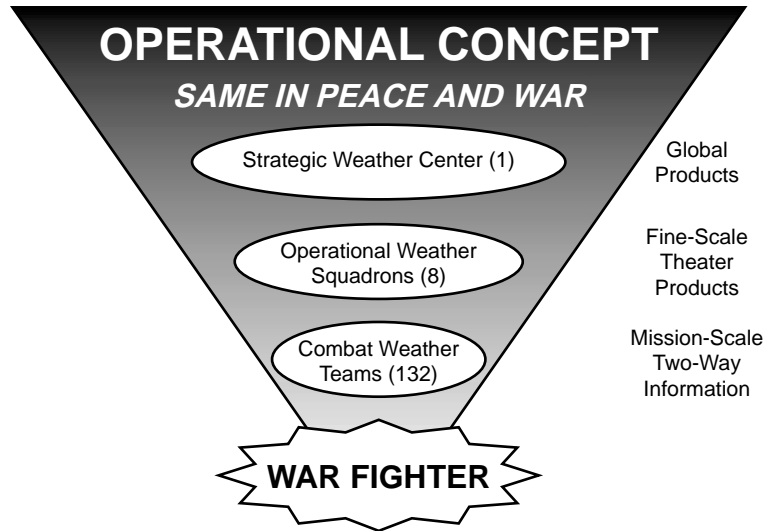 OPERATIONAL CONCEPT
SAME IN PEACE AND WAR
Strategic Weather Center (1)
Global
Products
Operational Weather
Squadrons (8)
Fine-Scale
Theater
Products
Combat Weather
Teams (132)
Mission-Scale
Two-Way
Information
WAR FIGHTER